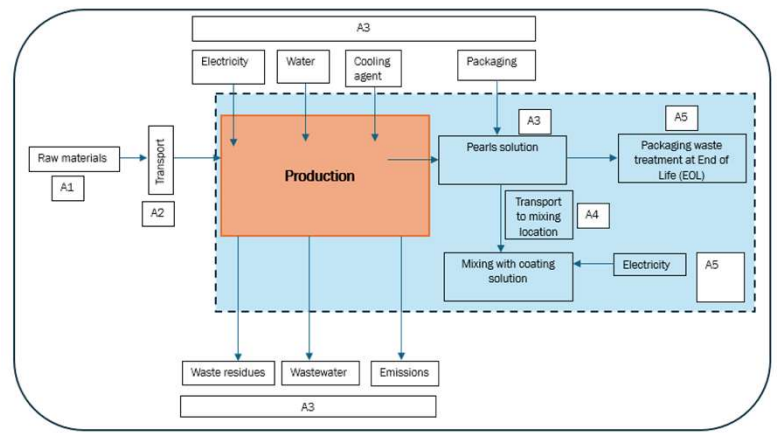 A3
Electricity
Water
Cooling
agent
Packaging
A3
A5
Raw materials
Transport
Production
Pearls solution
Packaging waste
treatment at End of
Life (EOL)
A1
A2
Transport
to mixing
location
A4
Mixing with coating
solution
Electricity
A5
Waste residues
Wastewater
Emissions
A3